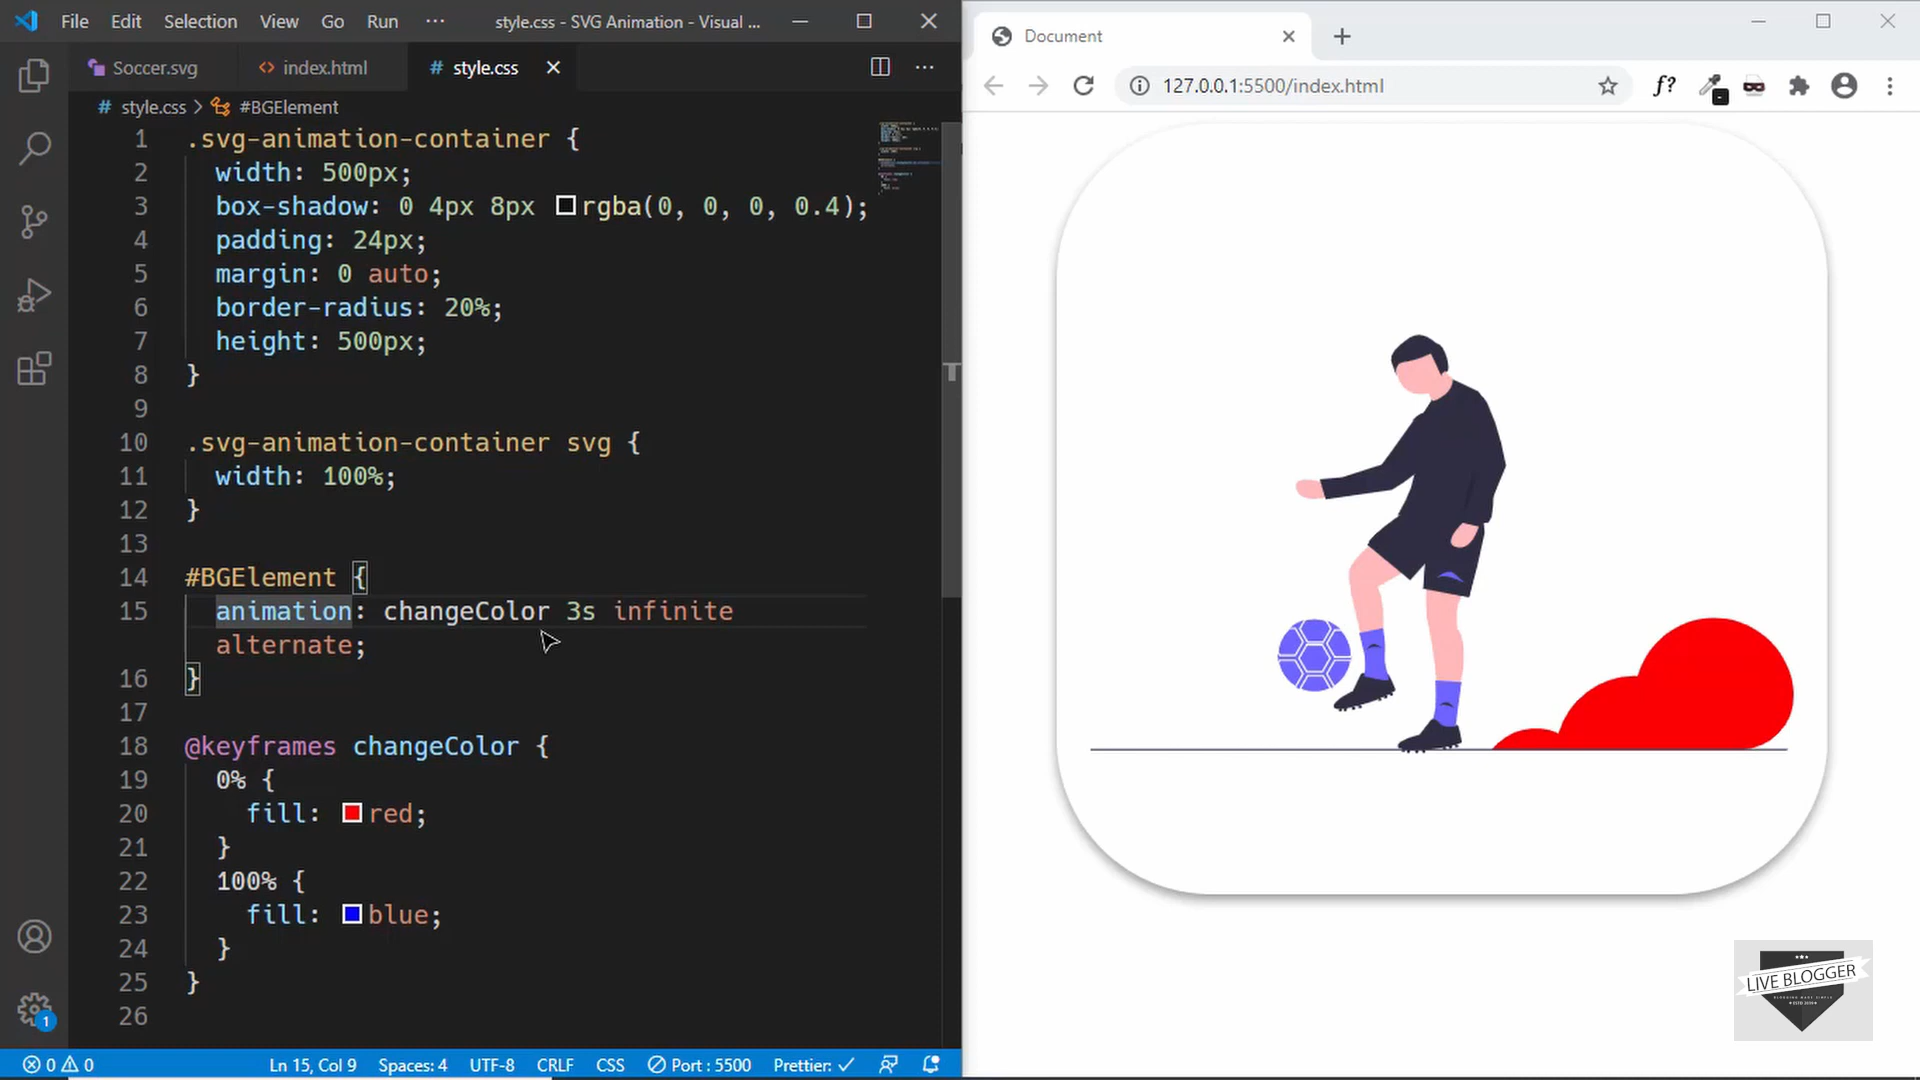 File Edit Selection View Go Run ··· style.css - SVG Animation - Visual ...
Soccer.svg index.html style.css
style.css > #BGElement
1 .svg-animation-container {
2 width: 500px;
3 box-shadow: 0 4px 8px rgba(0, 0, 0, 0.4);
4 padding: 24px;
5 margin: 0 auto;
6 border-radius: 20%;
7 height: 500px;
8 }
9
10 .svg-animation-container svg {
11 width: 100%;
12 }
13
14 #BGElement {
15 animation: changeColor 3s infinite
alternate;
16 }
17
18 @keyframes changeColor {
19 0% {
20 fill: red;
21 }
22 100% {
23 fill: blue;
24 }
25 }
26
1
0 0 Ln 15, Col 9 Spaces: 4 UTF-8 CRLF CSS Port : 5500 Prettier: ✓
Document
127.0.0.1:5500/index.html f?
LIVE BLOGGER